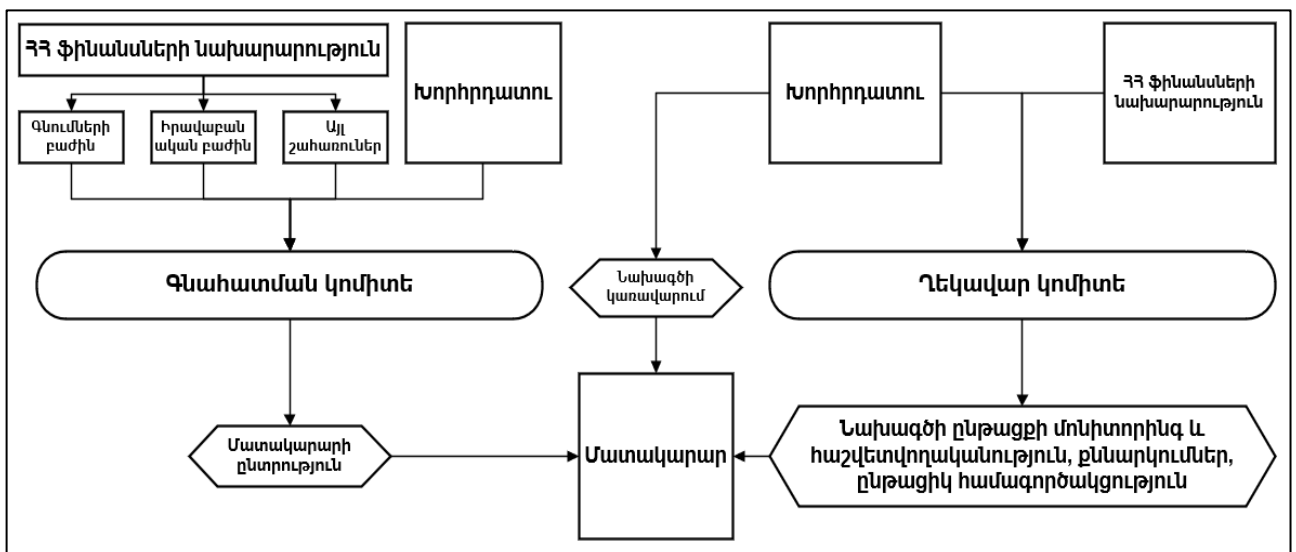 ՀՀ ֆինանսների նախարարություն
Խորհրդատու
Խորհրդատու
ՀՀ ֆինանսների
նախարարություն
Գնումների
բաժին
Իրավաբան
ական բաժին
Այլ
շահառուներ
Գնահատման կոմիտե
Նախագծի
կառավարում
Ղեկավար կոմիտե
Մատակարարի
ընտրություն
Մատակարար
Նախագծի ընթացքի մոնիտորինգ և
հաշվետվողականություն, քննարկումներ,
ընթացիկ համագործակցություն